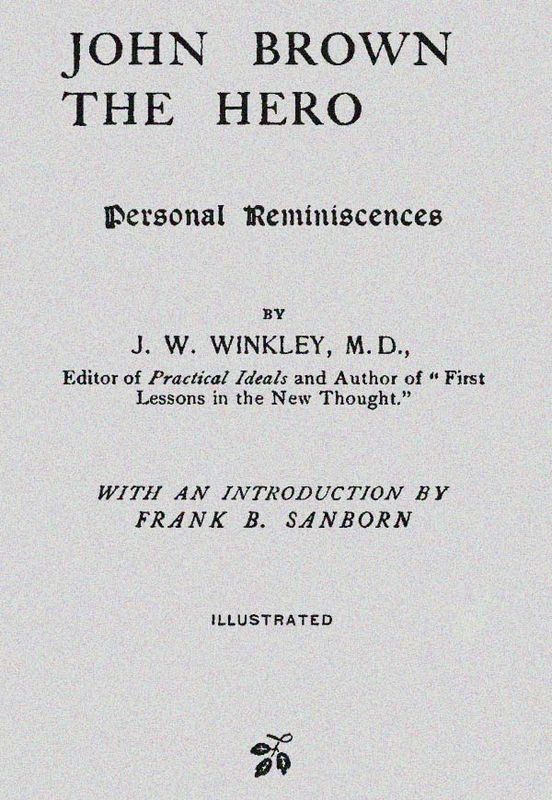 JOHN BROWN
THE HERO
Personal Reminiscences
BY
J. W. WINKLEY, M. D.,
Editor of Practical Ideals and Author of “ First
Lessons in the New Thought.”
WITH AN INTRODUCTION BY
FRANK B. SANBORN
ILLUSTRATED